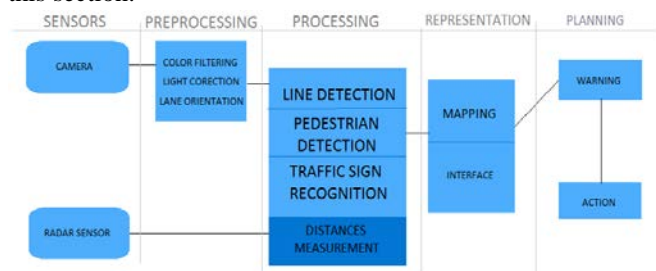 this section.
SENSORS PREPROCESSING PROCESSING REPRESENTATION PLANNING
CAMERA
COLOR FILTERING
LIGHT CORECTION
LANE ORIENTATION
LINE DETECTION
PEDESTRIAN
DETECTION
TRAFFIC SIGN
RECOGNITION
DISTANCES
MEASUREMENT
MAPPING
INTERFACE
WARNING
ACTION
RADAR SENSOR